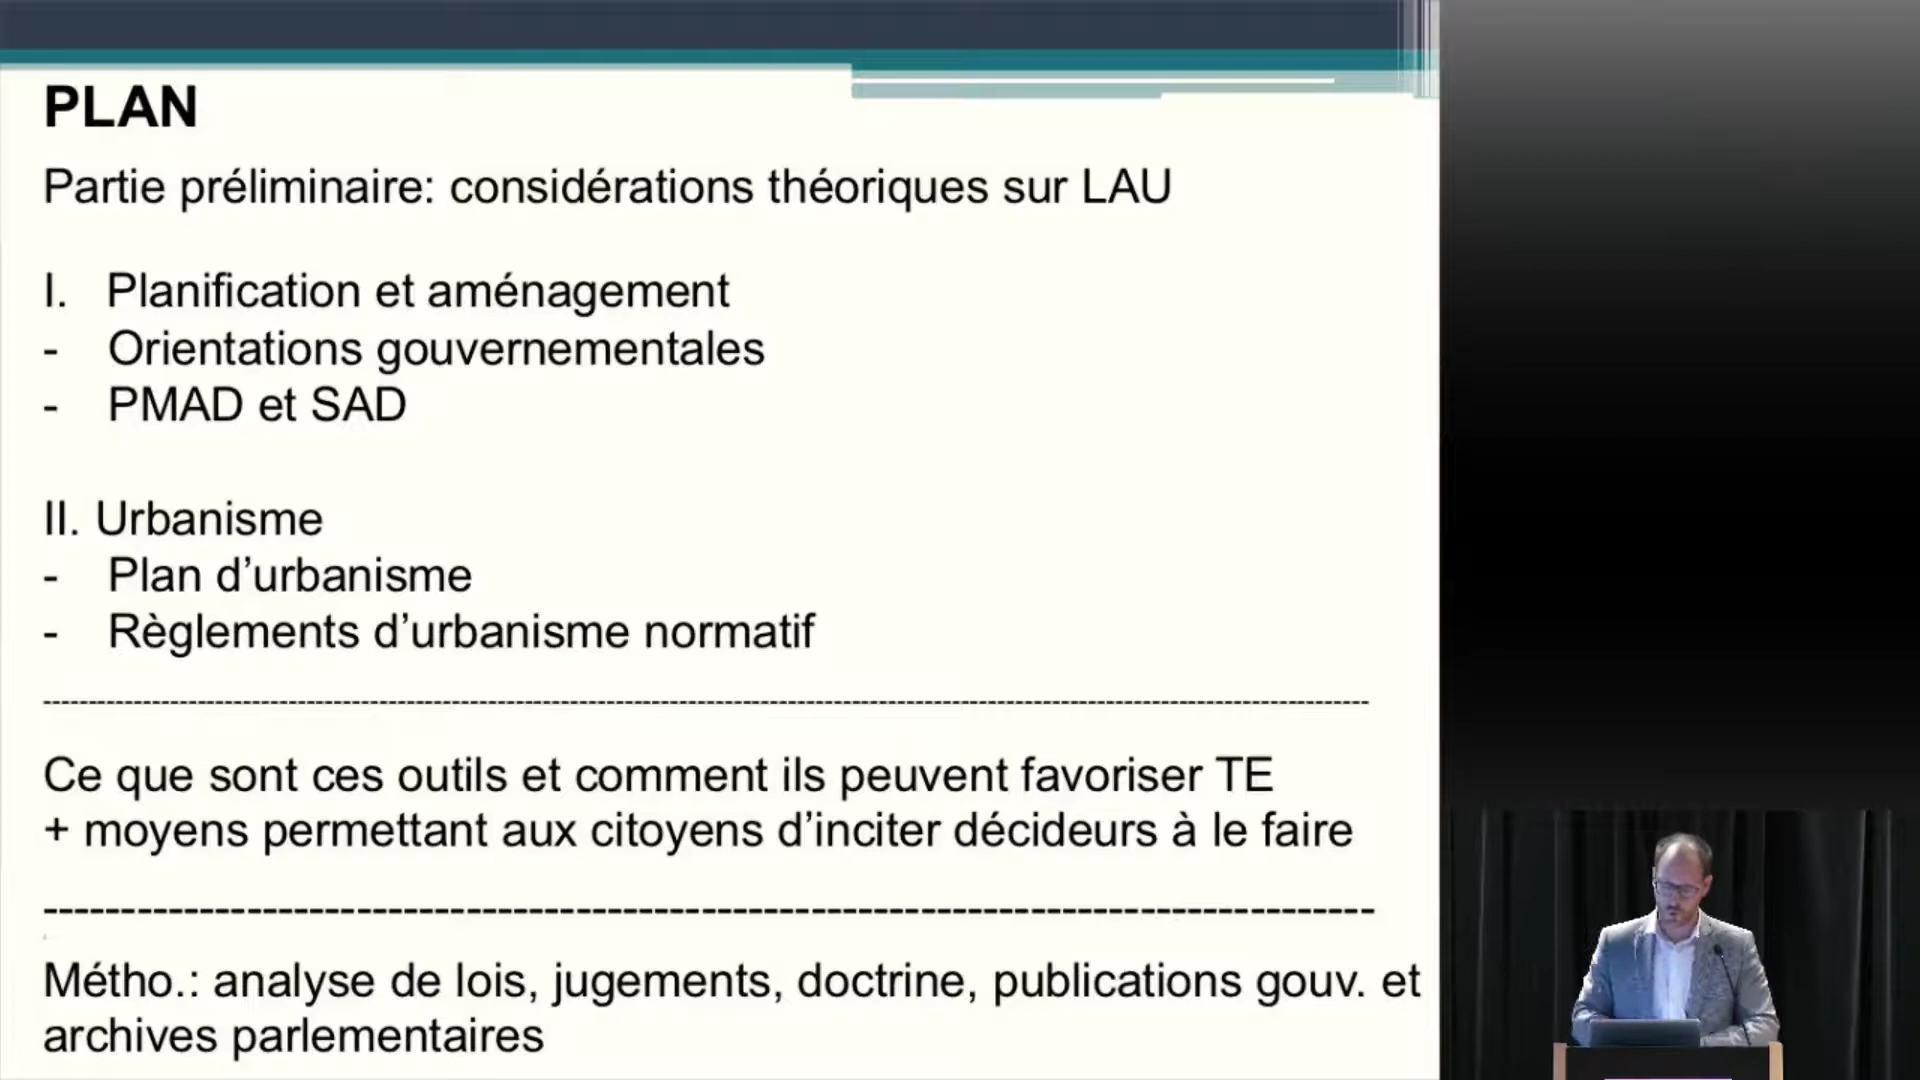 PLAN
Partie préliminaire: considérations théoriques sur LAU
I. Planification et aménagement
- Orientations gouvernementales
- PMAD et SAD
II. Urbanisme
- Plan d’urbanisme
- Règlements d’urbanisme normatif
--------------------------------------------------------------------------------
Ce que sont ces outils et comment ils peuvent favoriser TE
+ moyens permettant aux citoyens d’inciter décideurs à le faire
--------------------------------------------------------------------------------
Métho.: analyse de lois, jugements, doctrine, publications gouv. et
archives parlementaires